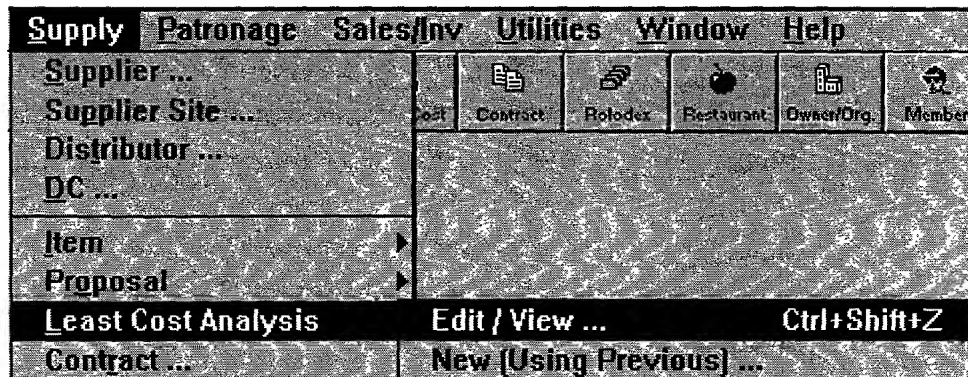 Supply Patronage Sales/Inv Utilities Window Help
Supplier ...
Supplier Site ...
Distributor ...
DC ...
Cost Contract Rolodex Restaurant Owner/Org. Member
Item
Proposal
Least Cost Analysis Edit / View ... Ctrl+Shift+Z
Contract ... New (Using Previous) ...